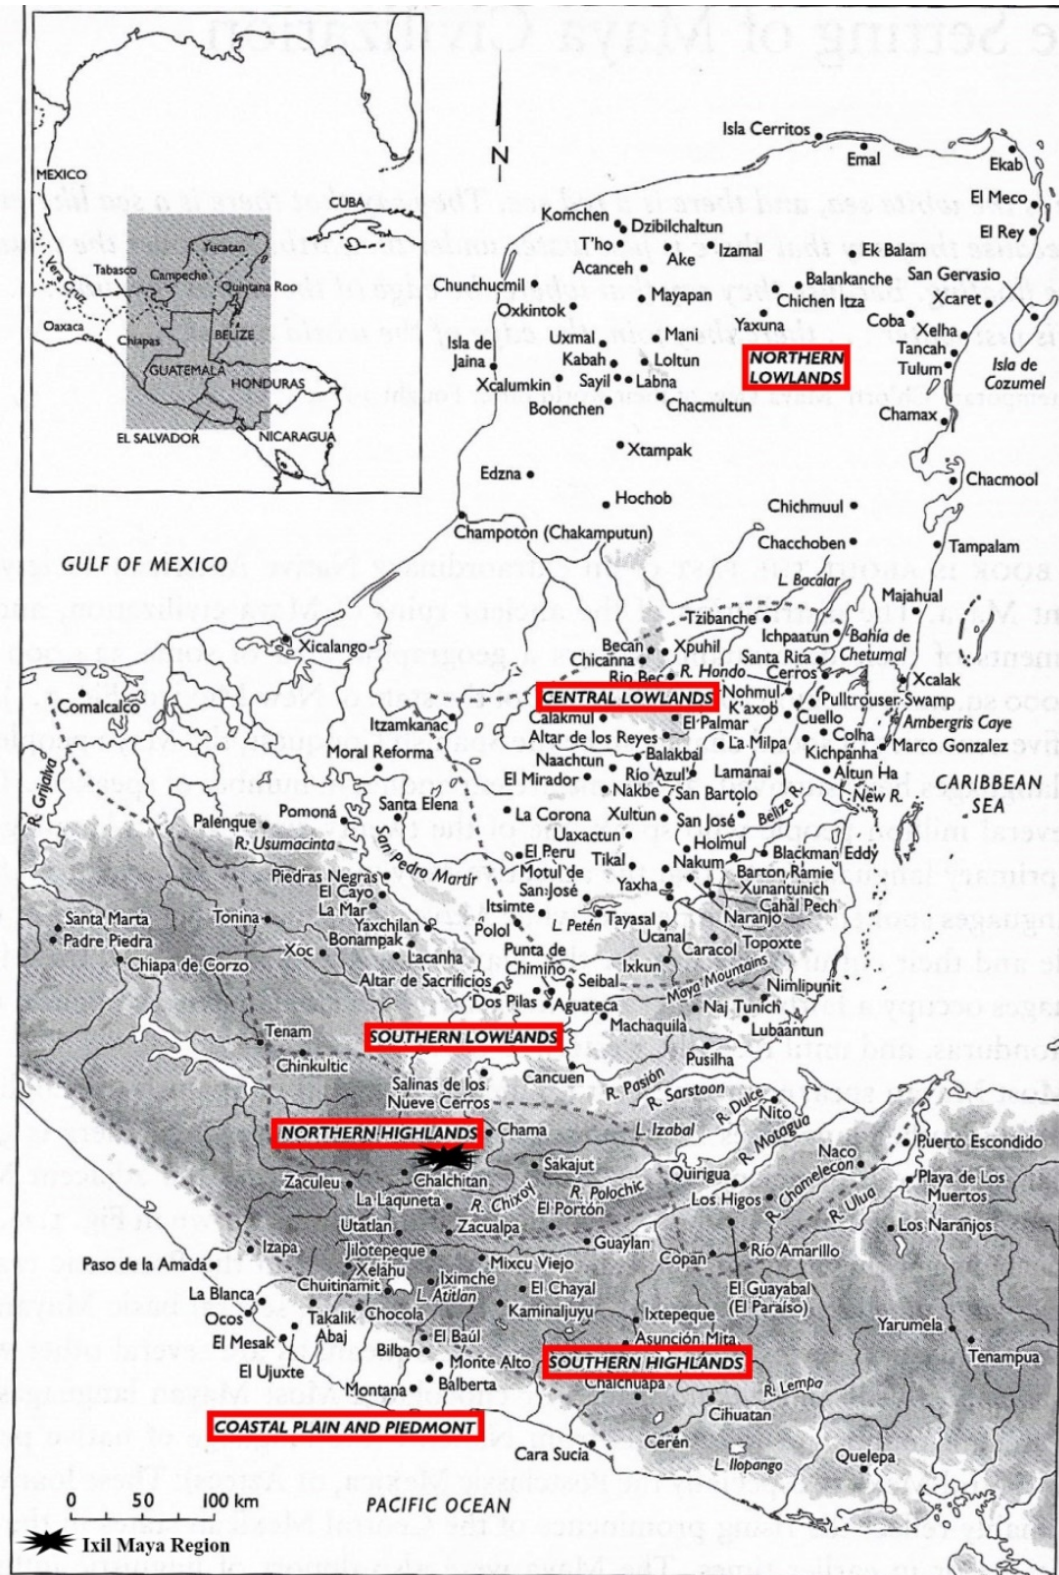 N
MEXICO
CUBA
Yucatan
Tabasco
Campeche
Quintana Roo
Vera Cruz
Oaxaca
Chiapas
BELIZE
GUATEMALA
HONDURAS
EL SALVADOR
NICARAGUA
Isla Cerritos
Emal
Ekab
El Meco
Komchen
Dzibilchaltun
El Rey
T'ho
Ake
Izamal
Ek Balam
Acanceh
San Gervasio
Chunchucmil
Balankanche
Mayapan
Chichen Itza
Xcaret
Oxkintok
Yaxuna
Coba
Xelha
Uxmal
Mani
Isla de
Jaina
Kabah
Loltun
NORTHERN
LOWLANDS
Tancah
Tulum
Isla de
Cozumel
Xcalumkin
Sayil
Labna
Bolonchen
Chacmultun
Chamax
Xtampak
Edzna
Chacmool
Hochob
Chichmuul
Champoton (Chakamputun)
Chacchoben
Tampalam
GULF OF MEXICO
L. Bacalar
Majahual
Tzibanche
Xicalango
Becan
Xpuhil
Ichpaatun
Bahía de
Chetumal
Chicanna
Santa Rita
Río Bec
R. Hondo
Cerros
Xcalak
CENTRAL LOWLANDS
Nohmul
Pulltrouser Swamp
Comalcalco
K'axob
Itzamkanac
Calakmul
El Palmar
Cuello
Ambergris Caye
Altar de los Reyes
La Milpa
Colha
Marco Gonzalez
Moral Reforma
Balakbal
Kichpanha
Naachtun
Río Azul
Lamanai
Altun Ha
El Mirador
CARIBBEAN
SEA
Nakbe
San Bartolo
New R.
R. Grijalva
Santa Elena
La Corona
Xultun
San José
Belize R.
Palenque
Pomoná
Uaxactun
Holmul
R. Usumacinta
San Pedro Martir
El Peru
Tikal
Nakum
Blackman Eddy
Piedras Negras
Motul de
San José
Barton Ramie
El Cayo
Yaxha
Xunantunich
La Mar
Itsimte
Cahal Pech
Santa Marta
Tonina
Yaxchilan
L. Petén
Tayasal
Naranjo
Padre Piedra
Bonampak
Polol
Ucanal
Topoxte
Xoc
Lacanha
Punta de
Chimino
Caracol
Chiapa de Corzo
Ixkun
Maya Mountains
Altar de Sacrificios
Seibal
Nimlipunit
Dos Pilas
Aguateca
Naj Tunich
Machaquila
Lubaantun
Tenam
SOUTHERN LOWLANDS
Pusilha
Chinkultic
Cancuen
Salinas de los
Nueve Cerros
R. Pasión
R. Sarstoon
R. Dulce
Nito
NORTHERN HIGHLANDS
Chama
L. Izabal
R. Motagua
Puerto Escondido
Naco
Sakajut
Quirigua
R. Chamelecon
Zaculeu
Chalchitan
R. Polochic
Playa de Los
Muertos
La Laguneta
R. Chixoy
Los Higos
R. Ulua
El Portón
Utatlan
Zacualpa
Los Naranjos
Guaylan
Izapa
Jilotepeque
Copan
Río Amarillo
Paso de la Amada
Xelahu
Mixcu Viejo
Chuitinamit
Iximche
El Chayal
El Guayabal
(El Paraíso)
La Blanca
L. Atitlan
Kaminaljuyu
Ocos
Takalik
Abaj
Chocola
Ixtepeque
Yarumela
El Mesak
El Baúl
Asunción Mita
El Ujuxte
Bilbao
Monte Alto
SOUTHERN HIGHLANDS
Tenampua
Montana
Balberta
Chalchuapa
R. Lempa
COASTAL PLAIN AND PIEDMONT
Cihuatan
Cara Sucia
Cerén
L. Ilopango
Quelepa
0 50 100 km
PACIFIC OCEAN
Ixil Maya Region